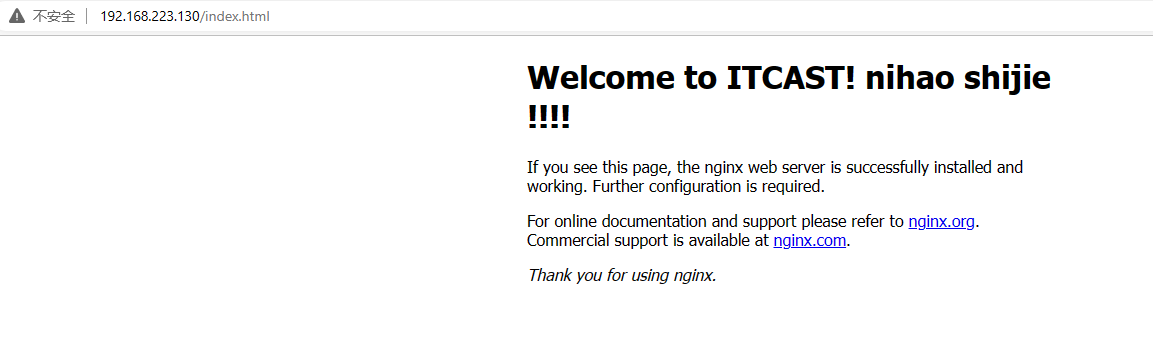 不安全 192.168.223.130/index.html
Welcome to ITCAST! nihao shijie
!!!!
If you see this page, the nginx web server is successfully installed and
working. Further configuration is required.
For online documentation and support please refer to nginx.org.
Commercial support is available at nginx.com.
Thank you for using nginx.